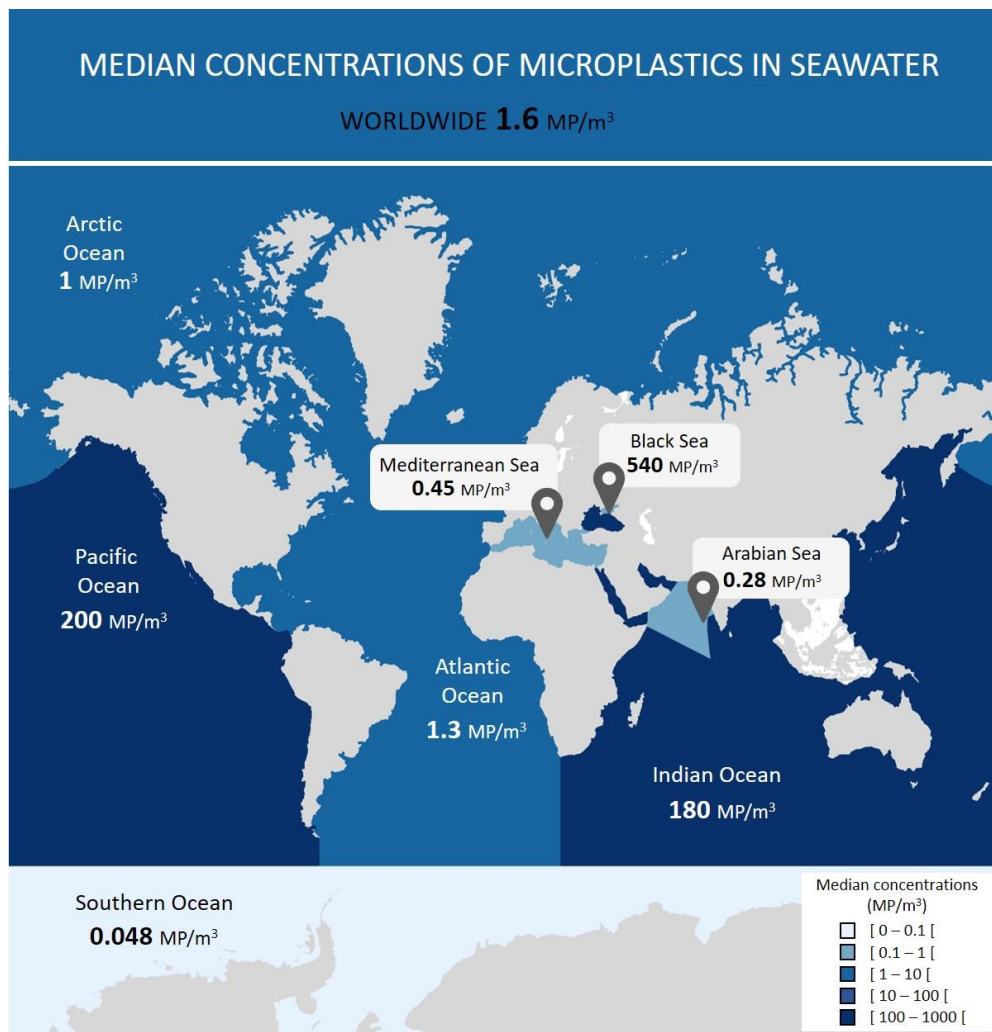 MEDIAN CONCENTRATIONS OF MICROPLASTICS IN SEAWATER
WORLDWIDE 1.6 MP/m³
Arctic
Ocean
1 MP/m³
Black Sea
540 MP/m³
Mediterranean Sea
0.45 MP/m³
Arabian Sea
0.28 MP/m³
Pacific
Ocean
200 MP/m³
Atlantic
Ocean
1.3 MP/m³
Indian Ocean
180 MP/m³
Southern Ocean
0.048 MP/m³
Median concentrations
(MP/m³)
[ 0 – 0.1 [
[ 0.1 – 1 [
[ 1 – 10 [
[ 10 – 100 [
[ 100 – 1000 [